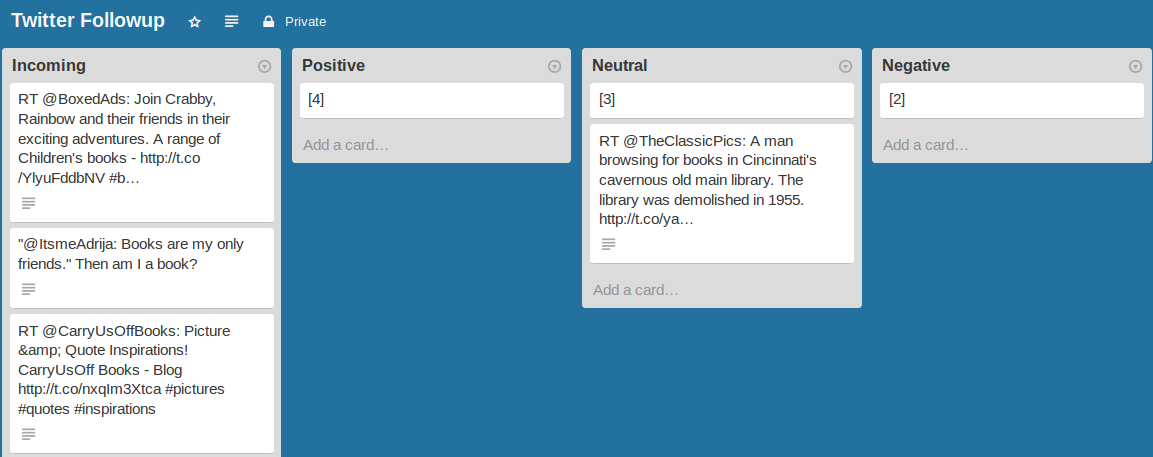 Twitter Followup
Private
Incoming
RT @BoxedAds: Join Crabby,
Rainbow and their friends in their
exciting adventures. A range of
Children's books - http://t.co
/YlyuFddbNV #b…
"@ItsmeAdrija: Books are my only
friends." Then am I a book?
RT @CarryUsOffBooks: Picture
&amp; Quote Inspirations!
CarryUsOff Books - Blog
http://t.co/nxqIm3Xtca #pictures
#quotes #inspirations
Positive
[4]
Add a card…
Neutral
[3]
RT @TheClassicPics: A man
browsing for books in Cincinnati's
cavernous old main library. The
library was demolished in 1955.
http://t.co/ya…
Add a card…
Negative
[2]
Add a card…